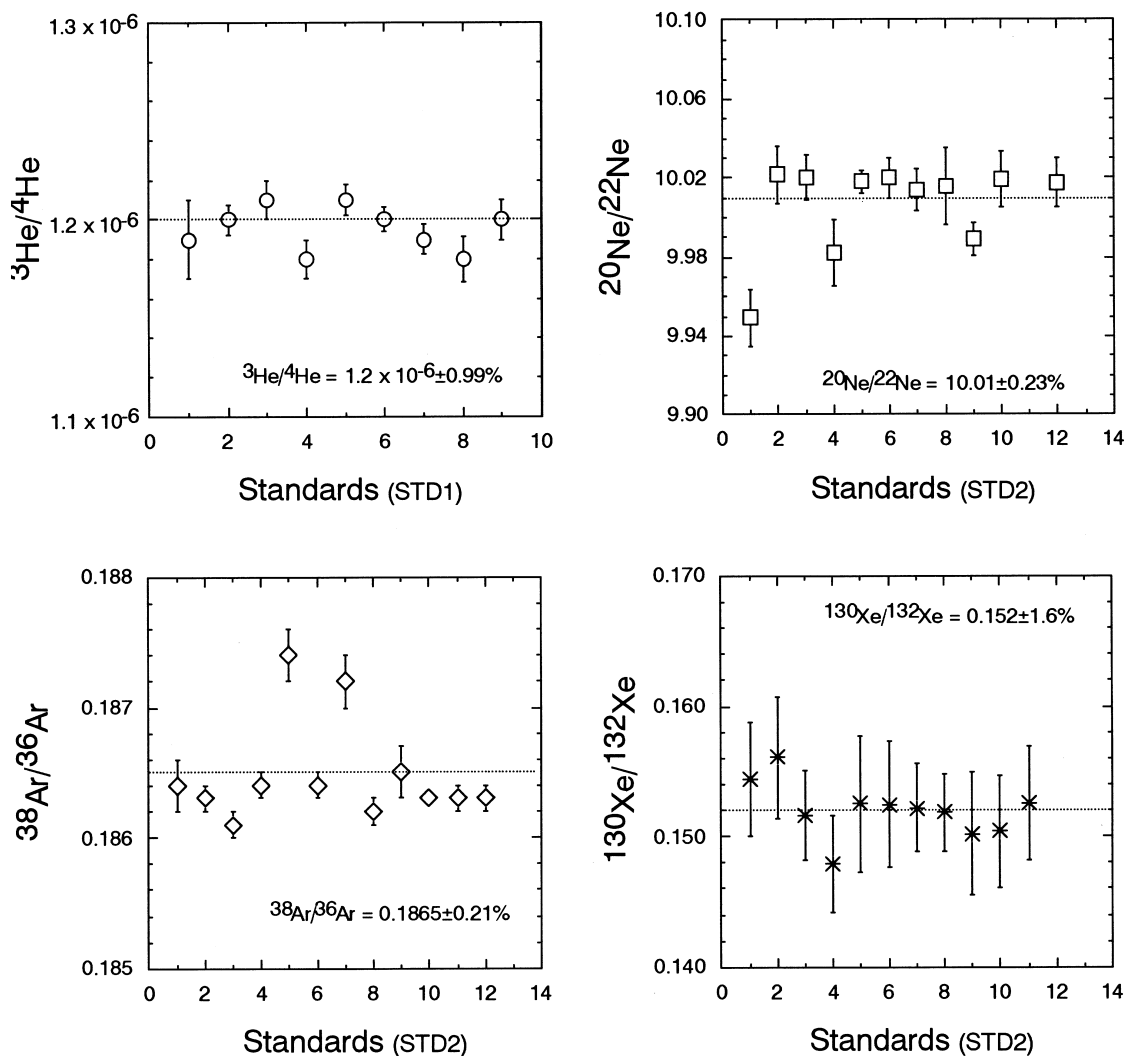 1.3 x 10-6
1.2 x 10-6
1.1 x 10-6
3He/4He
3He/4He = 1.2 x 10-6±0.99%
0 2 4 6 8 10
Standards (STD1)
10.10
10.06
10.02
9.98
9.94
9.90
20Ne/22Ne
20Ne/22Ne = 10.01±0.23%
0 2 4 6 8 10 12 14
Standards (STD2)
0.188
0.187
0.186
0.185
38Ar/36Ar
38Ar/36Ar = 0.1865±0.21%
0 2 4 6 8 10 12 14
Standards (STD2)
0.170
0.160
0.150
0.140
130Xe/132Xe
130Xe/132Xe = 0.152±1.6%
0 2 4 6 8 10 12 14
Standards (STD2)